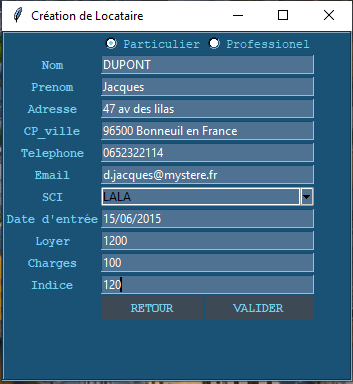 Création de Locataire
Particulier Professionel
Nom DUPONT
Prenom Jacques
Adresse 47 av des lilas
CP_ville 96500 Bonneuil en France
Telephone 0652322114
Email d.jacques@mystere.fr
SCI LALA
Date d'entrée 15/06/2015
Loyer 1200
Charges 100
Indice 120
RETOUR VALIDER